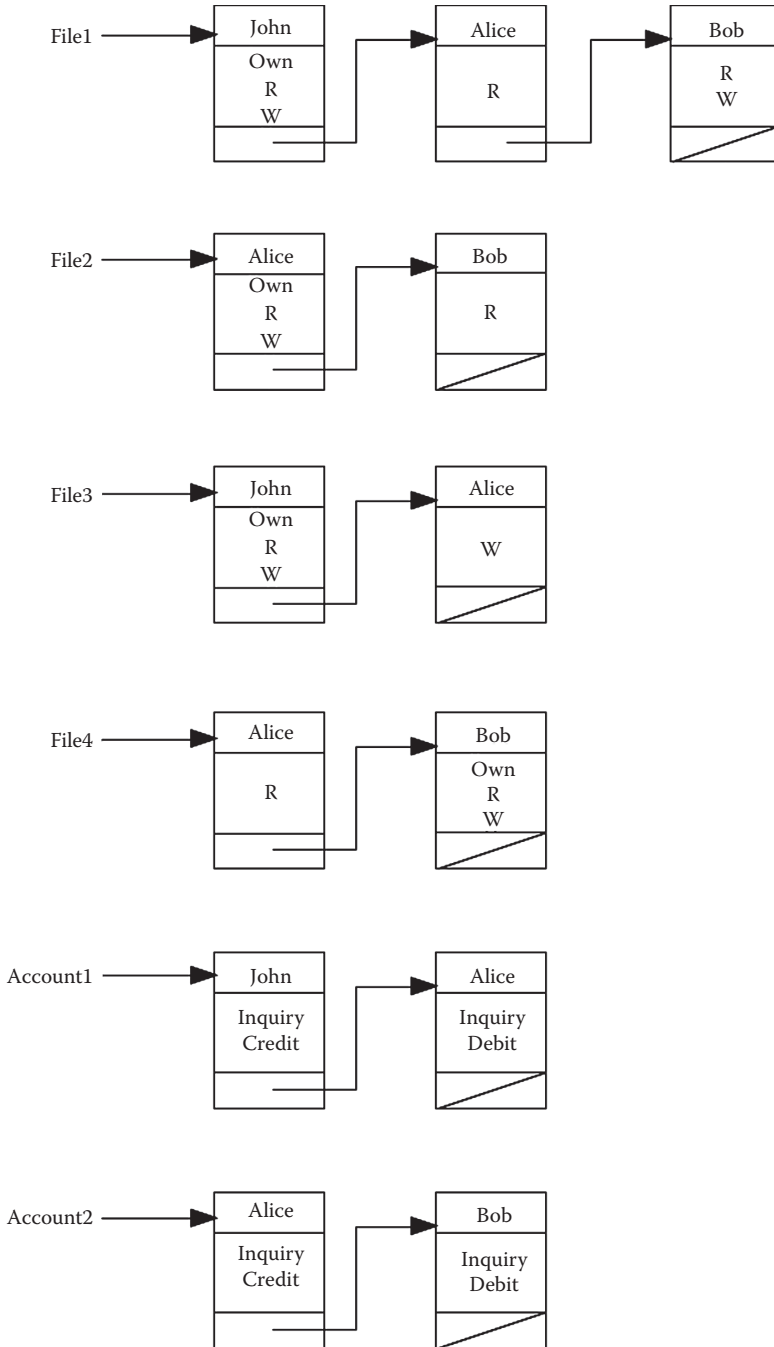 File1
John
Own
R
W
Alice
R
Bob
R
W
File2
Alice
Own
R
W
Bob
R
File3
John
Own
R
W
Alice
W
File4
Alice
R
Bob
Own
R
W
Account1
John
Inquiry
Credit
Alice
Inquiry
Debit
Account2
Alice
Inquiry
Credit
Bob
Inquiry
Debit